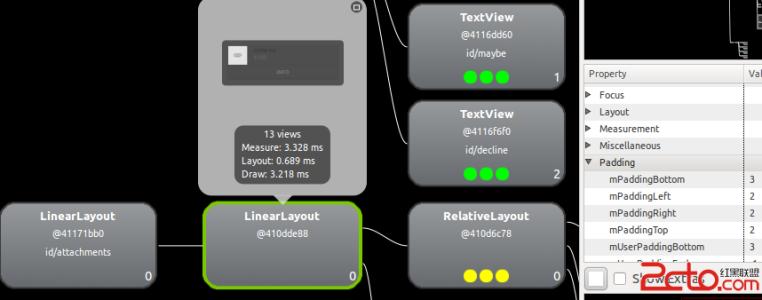 TextView
@4116dd60
id/maybe
1
TextView
@4116f6f0
id/decline
2
13 views
Measure: 3.328 ms
Layout: 0.689 ms
Draw: 3.218 ms
LinearLayout
@41171bb0
id/attachments
0
LinearLayout
@410dde88
0
RelativeLayout
@410d6c78
0
Property Val
Focus
Layout
Measurement
Miscellaneous
Padding
mPaddingBottom 3
mPaddingLeft 2
mPaddingRight 2
mPaddingTop 2
mUserPaddingBottom 3
Show Extras
2cto.com
红黑联盟